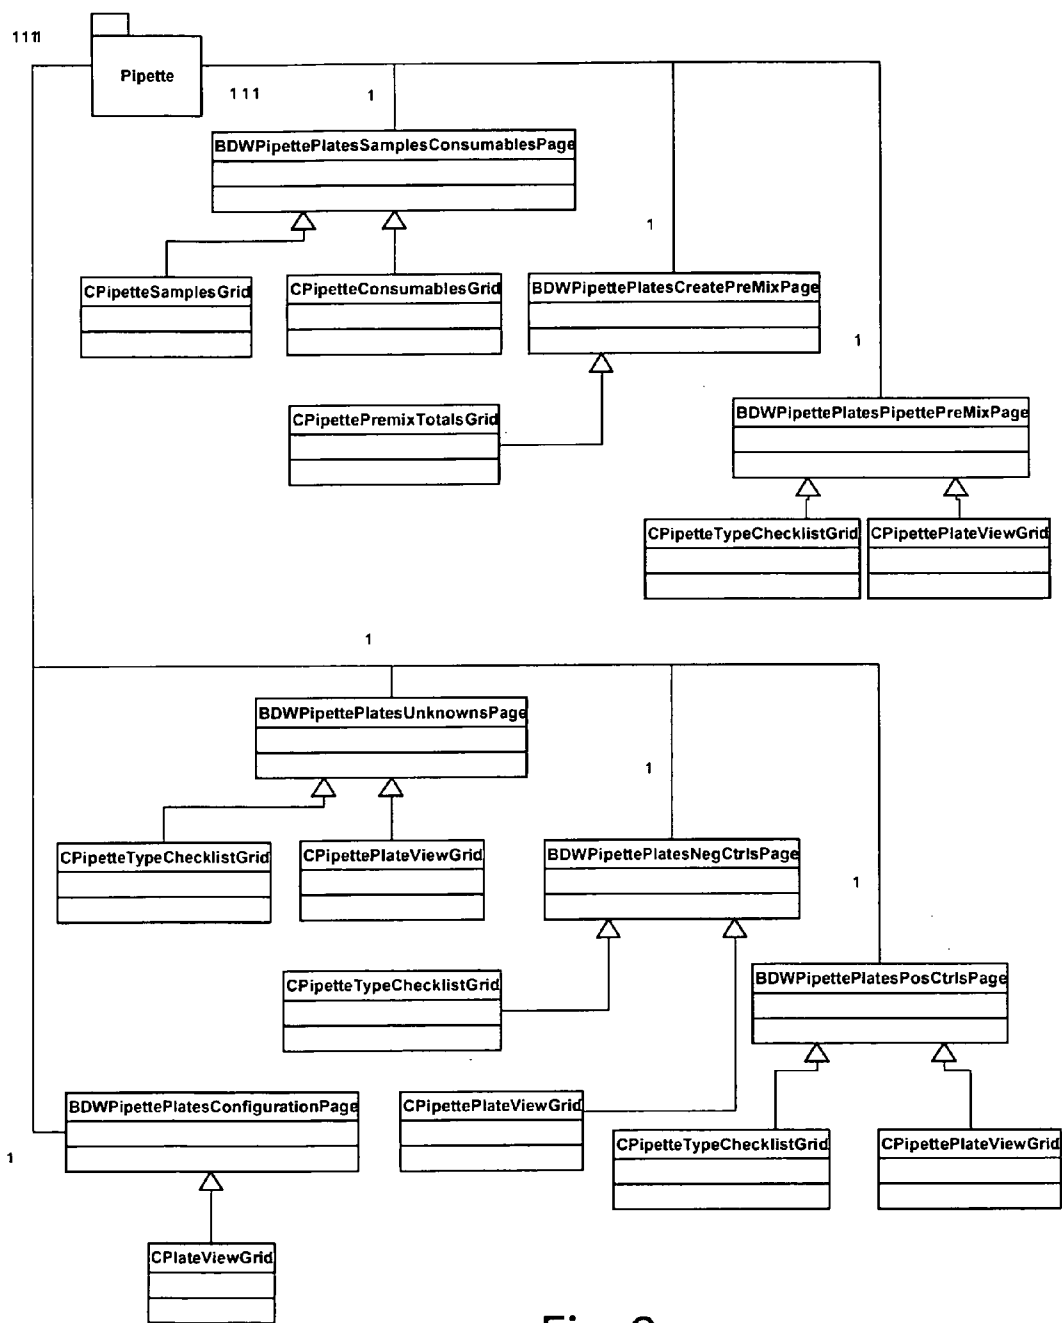 1111
Pipette
111
1
BDWPipettePlatesSamplesConsumablesPage
1
CPipetteSamplesGrid
CPipetteConsumablesGrid
BDWPipettePlatesCreatePreMixPage
1
CPipettePremixTotalsGrid
BDWPipettePlatesPipettePreMixPage
CPipetteTypeChecklistGrid
CPipettePlateViewGrid
1
BDWPipettePlatesUnknownsPage
1
CPipetteTypeChecklistGrid
CPipettePlateViewGrid
BDWPipettePlatesNegCtrlsPage
1
CPipetteTypeChecklistGrid
BDWPipettePlatesPosCtrlsPage
BDWPipettePlatesConfigurationPage
CPipettePlateViewGrid
CPipetteTypeChecklistGrid
CPipettePlateViewGrid
1
CPlateViewGrid